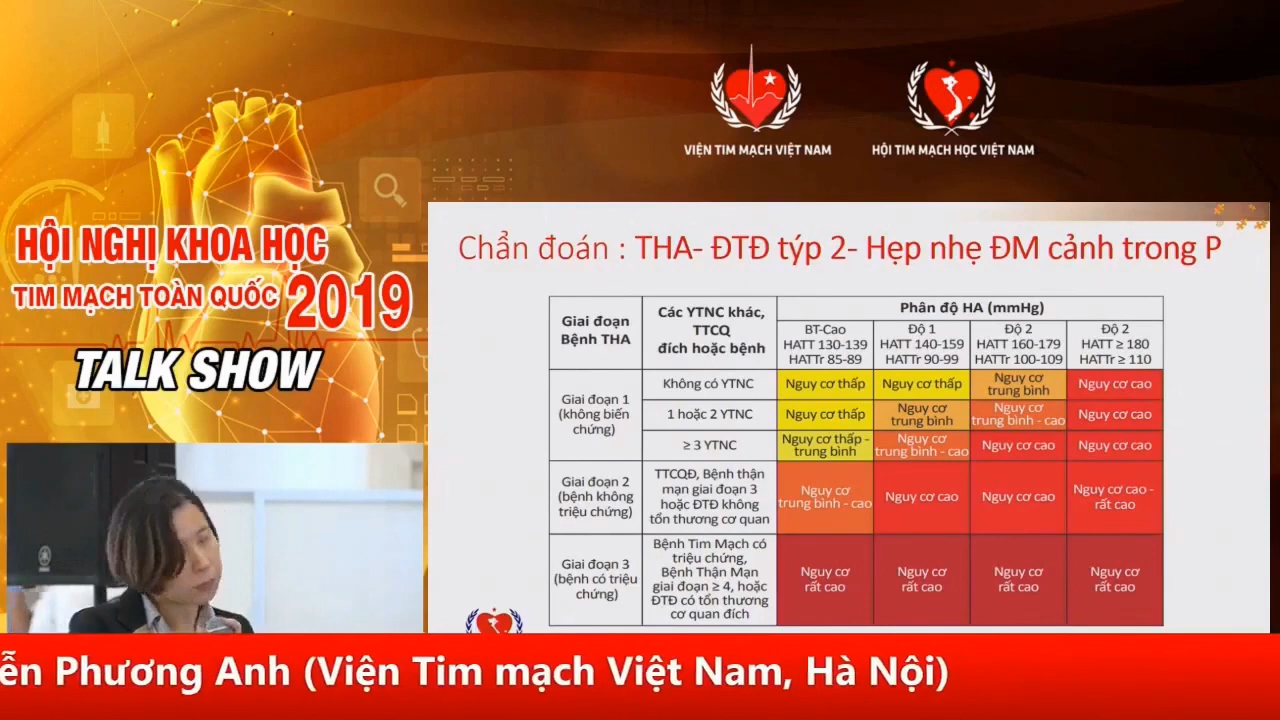 VIỆN TIM MẠCH VIỆT NAM
HỘI TIM MẠCH HỌC VIỆT NAM
HỘI NGHỊ KHOA HỌC
TIM MẠCH TOÀN QUỐC 2019
TALK SHOW
Chẩn đoán : THA- ĐTĐ týp 2- Hẹp nhẹ ĐM cảnh trong P
Giai đoạn
Bệnh THA
Các YTNC khác,
TTCQ
đích hoặc bệnh
Phân độ HA (mmHg)
BT-Cao
HATT 130-139
HATTr 85-89
Độ 1
HATT 140-159
HATTr 90-99
Độ 2
HATT 160-179
HATTr 100-109
Độ 2
HATT ≥ 180
HATTr ≥ 110
Giai đoạn 1
(không biến
chứng)
Không có YTNC
Nguy cơ thấp
Nguy cơ thấp
Nguy cơ
trung bình
Nguy cơ cao
1 hoặc 2 YTNC
Nguy cơ thấp
Nguy cơ
trung bình
Nguy cơ
trung bình - cao
Nguy cơ cao
≥ 3 YTNC
Nguy cơ thấp -
trung bình
Nguy cơ
trung bình - cao
Nguy cơ cao
Nguy cơ cao
Giai đoạn 2
(bệnh không
triệu chứng)
TTCQĐ, Bệnh thận
mạn giai đoạn 3
hoặc ĐTĐ không
tổn thương cơ quan
Nguy cơ
trung bình - cao
Nguy cơ cao
Nguy cơ cao
Nguy cơ cao -
rất cao
Giai đoạn 3
(bệnh có triệu
chứng)
Bệnh Tim Mạch có
triệu chứng,
Bệnh Thận Mạn
giai đoạn ≥ 4, hoặc
ĐTĐ có tổn thương
cơ quan đích
Nguy cơ
rất cao
Nguy cơ
rất cao
Nguy cơ
rất cao
Nguy cơ
rất cao
ễn Phương Anh (Viện Tim mạch Việt Nam, Hà Nội)